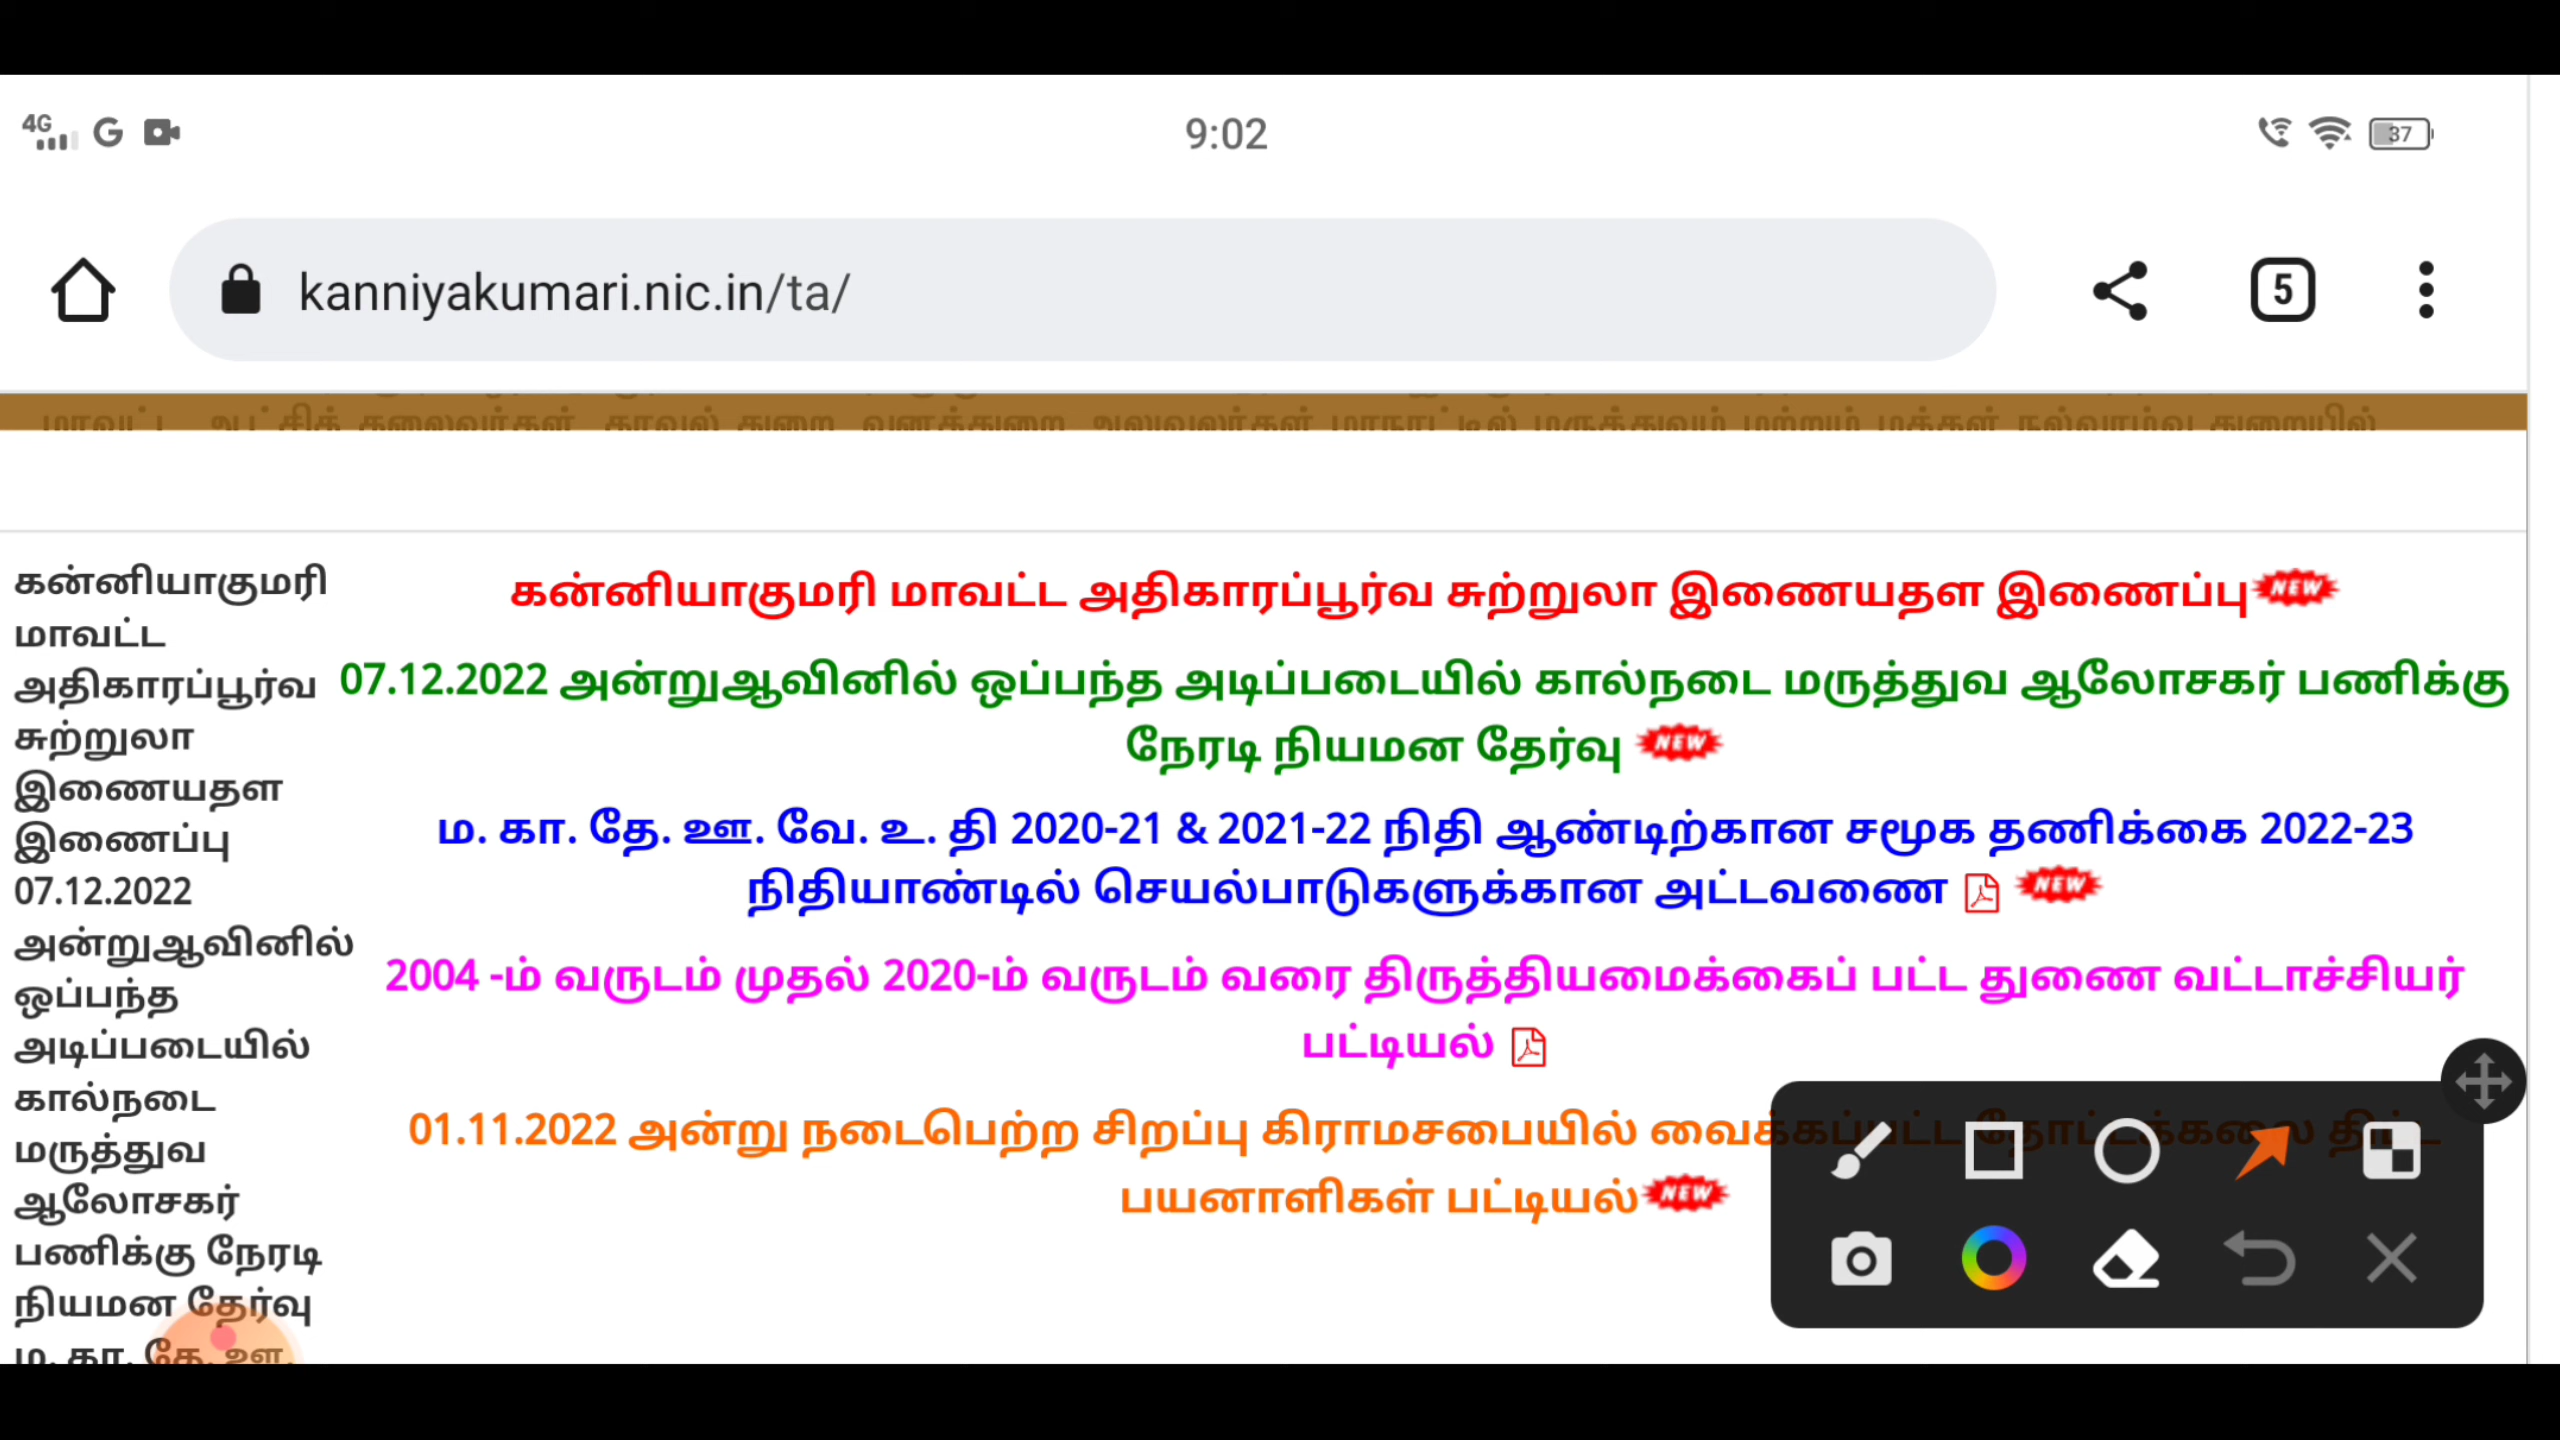 4G
9:02
37
kanniyakumari.nic.in/ta/
5
கன்னியாகுமரி
மாவட்ட
அதிகாரப்பூர்வ
சுற்றுலா
இணையதள
இணைப்பு
07.12.2022
அன்றுஆவினில்
ஒப்பந்த
அடிப்படையில்
கால்நடை
மருத்துவ
ஆலோசகர்
பணிக்கு நேரடி
நியமன தேர்வு
ம. கா. தே. ஊ.
கன்னியாகுமரி மாவட்ட அதிகாரப்பூர்வ சுற்றுலா இணையதள இணைப்பு NEW
07.12.2022 அன்றுஆவினில் ஒப்பந்த அடிப்படையில் கால்நடை மருத்துவ ஆலோசகர் பணிக்கு
நேரடி நியமன தேர்வு NEW
ம. கா. தே. ஊ. வே. உ. தி 2020-21 & 2021-22 நிதி ஆண்டிற்கான சமூக தணிக்கை 2022-23
நிதியாண்டில் செயல்பாடுகளுக்கான அட்டவணை NEW
2004 -ம் வருடம் முதல் 2020-ம் வருடம் வரை திருத்தியமைக்கைப் பட்ட துணை வட்டாச்சியர்
பட்டியல்
01.11.2022 அன்று நடைபெற்ற சிறப்பு கிராமசபையில் வைக்கப்பட்ட தோட்டக்கலை திட்ட
பயனாளிகள் பட்டியல் NEW